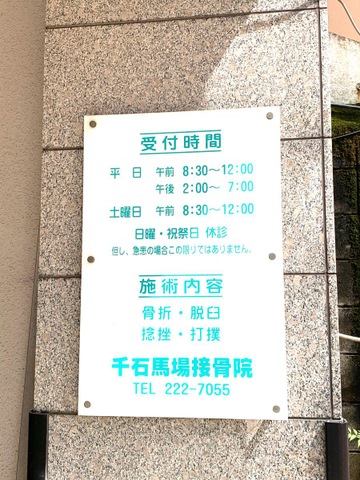 受付時間
平 日 午前 8:30〜12:00
午後 2:00〜 7:00
土曜日 午前 8:30〜12:00
日曜・祝祭日 休診
但し、急患の場合この限りではありません。
施術内容
骨折・脱臼
捻挫・打撲
千石馬場接骨院
TEL 222-7055